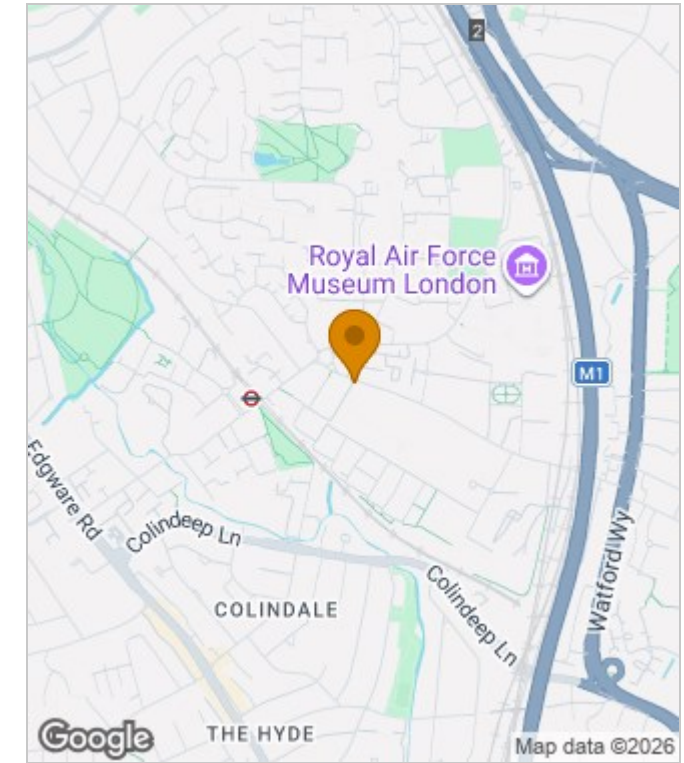 2
Royal Air Force
Museum London
M1
Edgware Rd
Colindeep Ln
Colindeep Ln
Watford Wy
COLINDALE
THE HYDE
Google
Map data ©2026